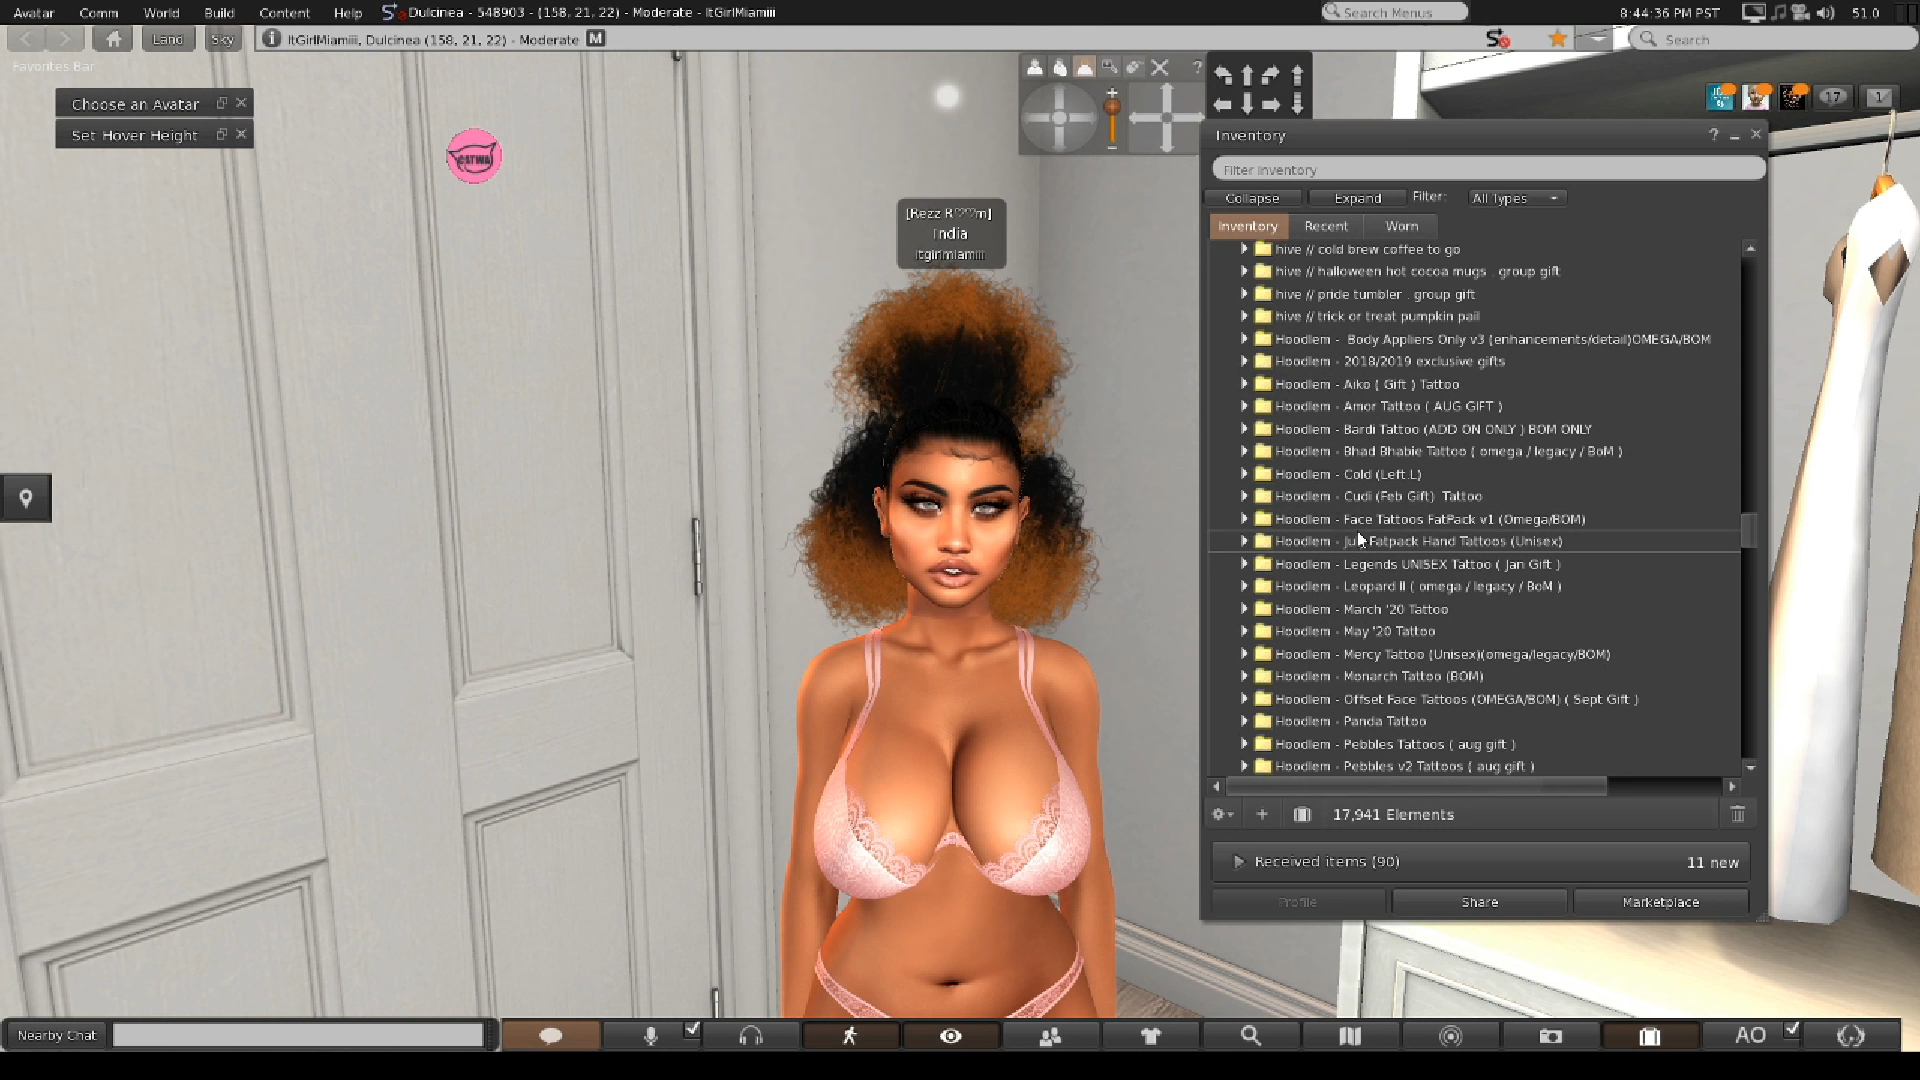 Avatar Comm World Build Content Help Dulcinea - 548903 - (158, 21, 22) - Moderate - ItGirlMiamiii Search Menus 8:44:36 PM PST 51.0
Land Sky ItGirlMiamiii, Dulcinea (158, 21, 22) - Moderate M Search
Favorites Bar
Choose an Avatar
Set Hover Height
CATWA
[Rezz R♡♡m]
India
itgirlmiamiii
17 1
Inventory
Filter Inventory
Collapse Expand Filter: All Types
Inventory Recent Worn
hive // cold brew coffee to go
hive // halloween hot cocoa mugs . group gift
hive // pride tumbler . group gift
hive // trick or treat pumpkin pail
Hoodlem - Body Appliers Only v3 (enhancements/detail)OMEGA/BOM
Hoodlem - 2018/2019 exclusive gifts
Hoodlem - Aiko ( Gift ) Tattoo
Hoodlem - Amor Tattoo ( AUG GIFT )
Hoodlem - Bardi Tattoo (ADD ON ONLY ) BOM ONLY
Hoodlem - Bhad Bhabie Tattoo ( omega / legacy / BoM )
Hoodlem - Cold (Left.L)
Hoodlem - Cudi (Feb Gift) Tattoo
Hoodlem - Face Tattoos FatPack v1 (Omega/BOM)
Hoodlem - Fatpack Hand Tattoos (Unisex)
Hoodlem - Legends UNISEX Tattoo ( Jan Gift )
Hoodlem - Leopard II ( omega / legacy / BoM )
Hoodlem - March '20 Tattoo
Hoodlem - May '20 Tattoo
Hoodlem - Mercy Tattoo (Unisex)(omega/legacy/BOM)
Hoodlem - Monarch Tattoo (BOM)
Hoodlem - Offset Face Tattoos (OMEGA/BOM) ( Sept Gift )
Hoodlem - Panda Tattoo
Hoodlem - Pebbles Tattoos ( aug gift )
Hoodlem - Pebbles v2 Tattoos ( aug gift )
17,941 Elements
Received items (90) 11 new
Profile Share Marketplace
Nearby Chat AO